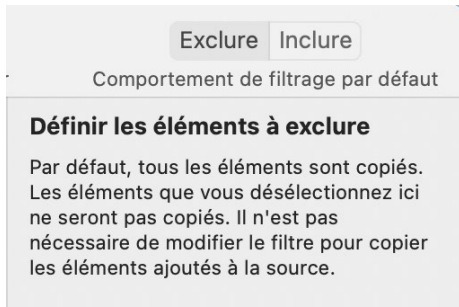 Exclure Inclure
Comportement de filtrage par défaut
Définir les éléments à exclure
Par défaut, tous les éléments sont copiés.
Les éléments que vous désélectionnez ici
ne seront pas copiés. Il n'est pas
nécessaire de modifier le filtre pour copier
les éléments ajoutés à la source.